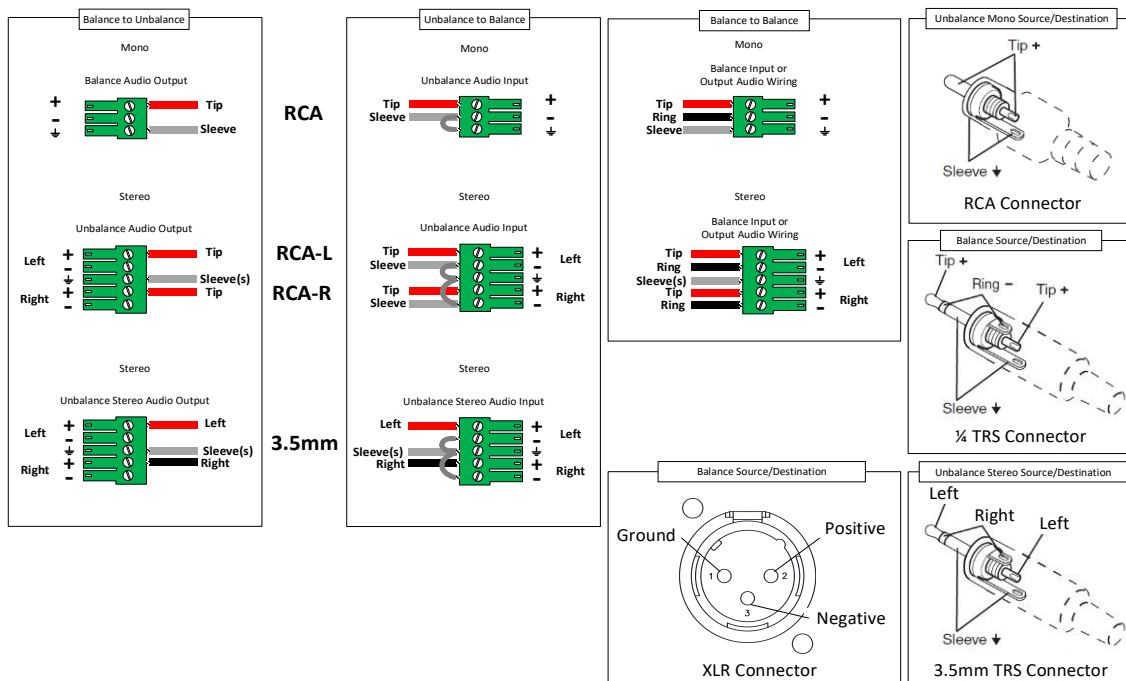 Balance to Unbalance
Mono
Balance Audio Output
+
-
Tip
Sleeve
Stereo
Unbalance Audio Output
Left
+
-
+
Right
-
Tip
Sleeve(s)
Tip
Stereo
Unbalance Stereo Audio Output
Left
+
-
+
Right
-
Left
Sleeve(s)
Right
RCA
RCA-L
RCA-R
3.5mm
Unbalance to Balance
Mono
Unbalance Audio Input
Tip
Sleeve
+
-
Stereo
Unbalance Audio Input
Tip
Sleeve
Tip
Sleeve
+
Left
-
+
Right
-
Stereo
Unbalance Stereo Audio Input
Left
Sleeve(s)
Right
+
Left
-
+
Right
-
Balance to Balance
Mono
Balance Input or
Output Audio Wiring
Tip
Ring
Sleeve
+
-
Stereo
Balance Input or
Output Audio Wiring
Tip
Ring
Sleeve(s)
Tip
Ring
+
Left
-
+
Right
-
Balance Source/Destination
Ground
Positive
1
2
3
Negative
XLR Connector
Unbalance Mono Source/Destination
Tip +
Sleeve
RCA Connector
Balance Source/Destination
Tip +
Ring −
Tip +
Sleeve
¼ TRS Connector
Unbalance Stereo Source/Destination
Left
Right
Left
Sleeve
3.5mm TRS Connector